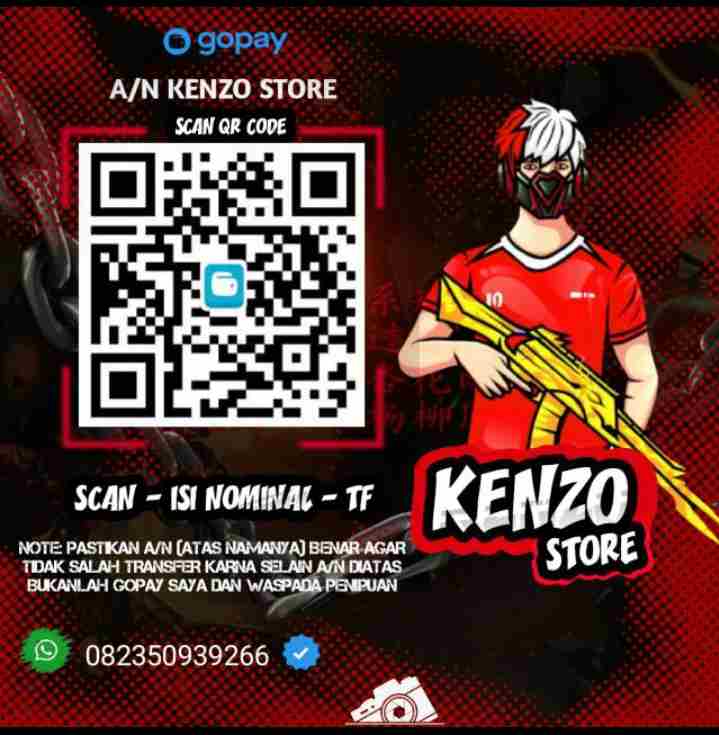 gopay
A/N KENZO STORE
SCAN QR CODE
10
SCAN - ISI NOMINAL - TF
KENZO
STORE
NOTE: PASTIKAN A/N (ATAS NAMANYA) BENAR AGAR
TIDAK SALAH TRANSFER KARNA SELAIN A/N DIATAS
BUKANLAH GOPAY SAYA DAN WASPADA PENIPUAN
082350939266